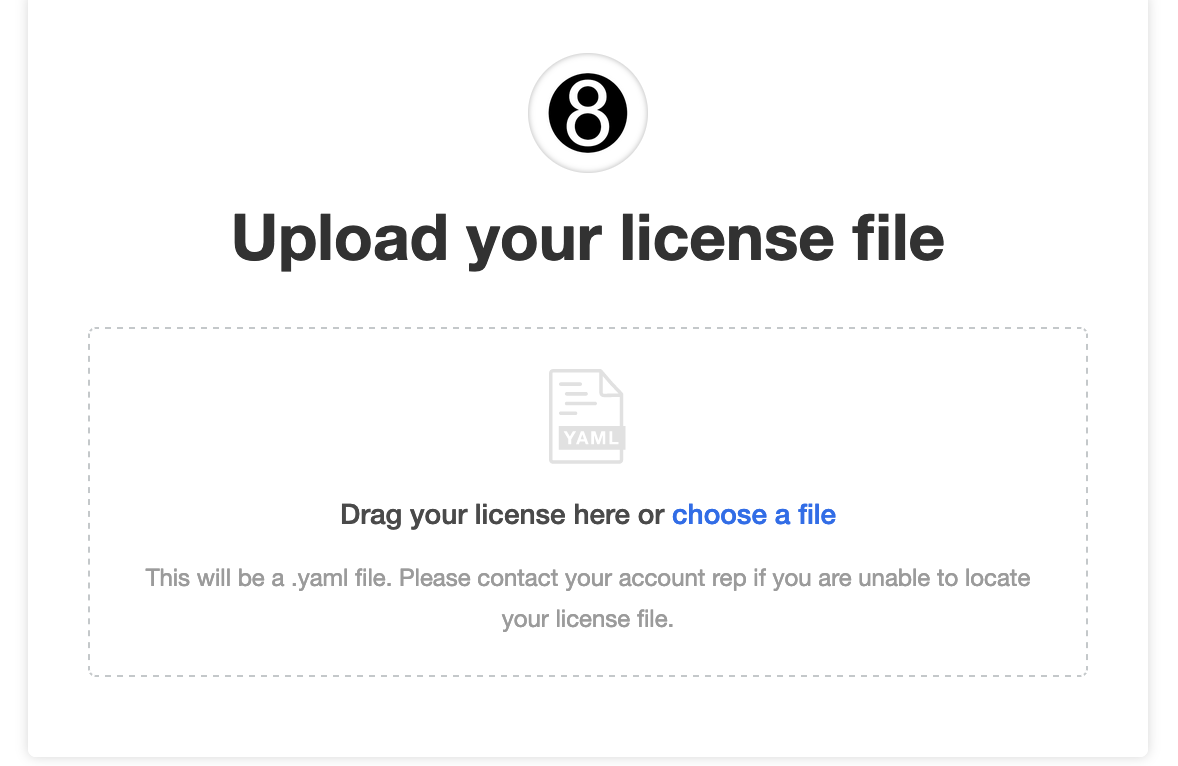 8
Upload your license file
YAML
Drag your license here or choose a file
This will be a .yaml file. Please contact your account rep if you are unable to locate
your license file.